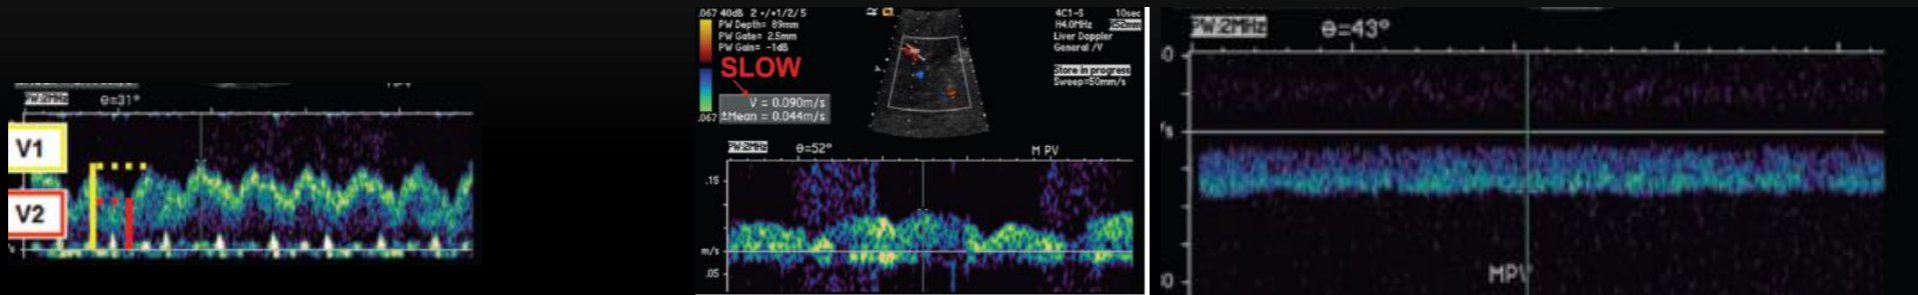 PW:2MHz θ=31°
V1
V2
.067 40dB 2 +/+1/2/5
PW Depth= 89mm
PW Gate= 2.5mm
PW Gain= -1dB
SLOW
V = 0.090m/s
±Mean = 0.044m/s
.067
4C1-S 10sec
H4.0MHz
Liver Doppler
General /V
Store in progress
Sweep=50mm/s
PW:2MHz θ=52° M PV
.15
m/s
.05
PW:2MHz θ=43°
MPV